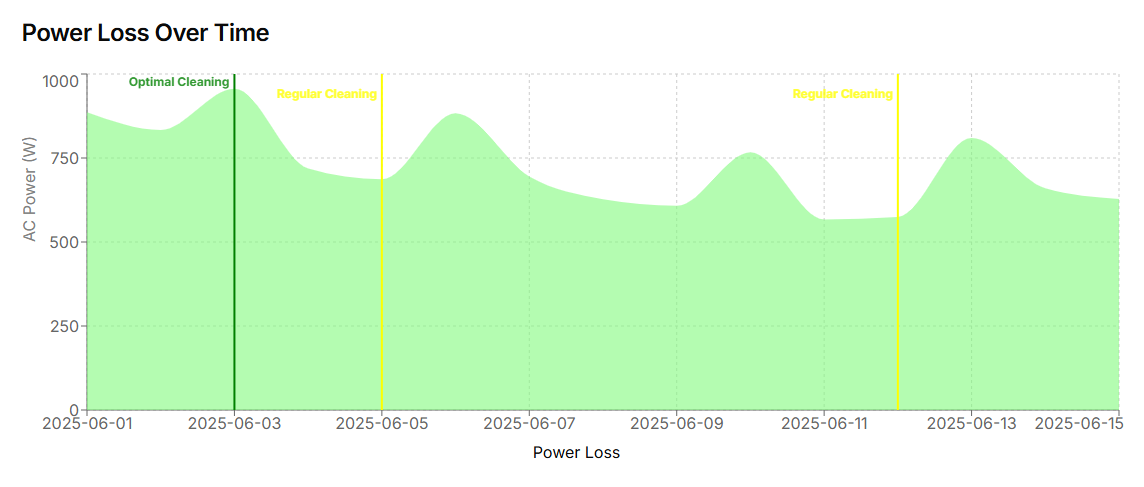 Power Loss Over Time
1000
Optimal Cleaning
Regular Cleaning
Regular Cleaning
750
AC Power (W)
500
250
0
2025-06-01 2025-06-03 2025-06-05 2025-06-07 2025-06-09 2025-06-11 2025-06-13 2025-06-15
Power Loss